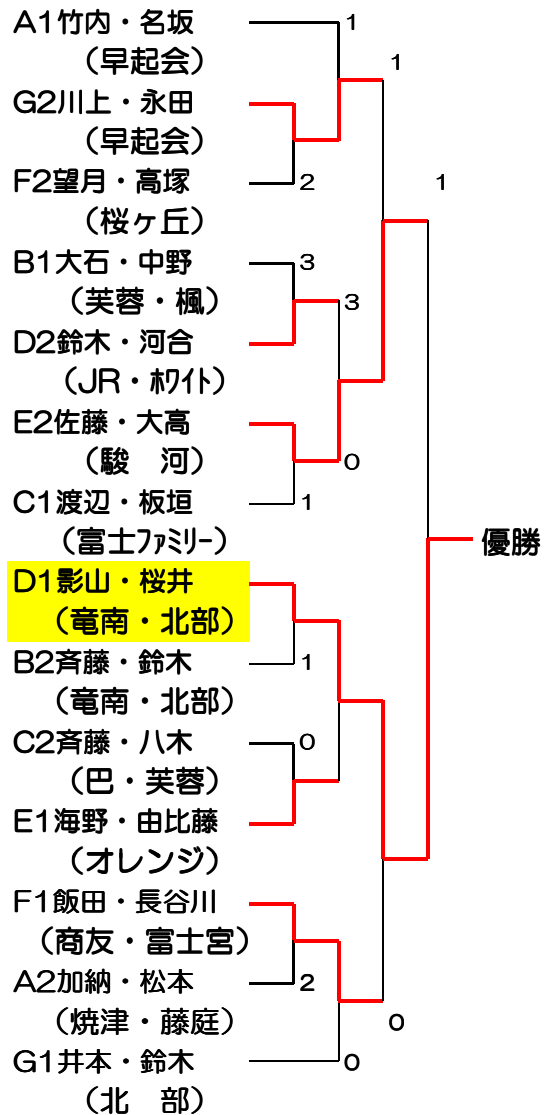 A1竹内・名坂 1
（早起会） 1
G2川上・永田
（早起会）
F2望月・高塚 2 1
（桜ヶ丘）
B1大石・中野 3
（芙蓉・楓） 3
D2鈴木・河合
（JR・ﾎﾜｲﾄ）
E2佐藤・大高
（駿　河） 0
C1渡辺・板垣 1
（富士ﾌｧﾐﾘｰ） 優勝
D1影山・桜井
（竜南・北部）
B2斉藤・鈴木 1
（竜南・北部）
C2斉藤・八木 0
（巴・芙蓉）
E1海野・由比藤
（オレンジ）
F1飯田・長谷川
（商友・富士宮）
A2加納・松本 2
（焼津・藤庭） 0
G1井本・鈴木 0
（北　部）